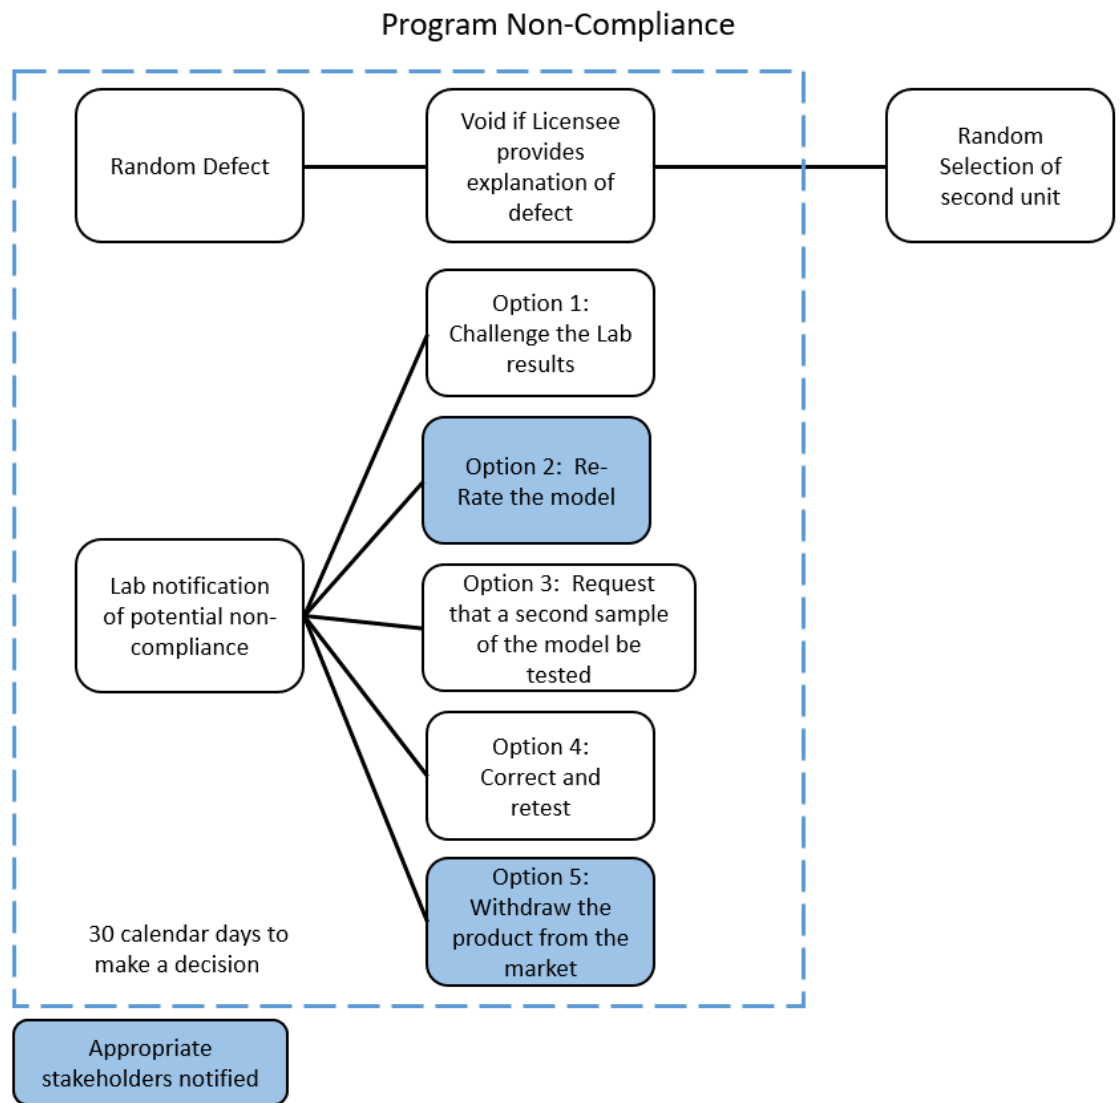 Program Non-Compliance
Random Defect
Void if Licensee
provides
explanation of
defect
Random
Selection of
second unit
Option 1:
Challenge the Lab
results
Option 2:  Re-
Rate the model
Lab notification
of potential non-
compliance
Option 3:  Request
that a second sample
of the model be
tested
Option 4:
Correct and
retest
Option 5:
Withdraw the
product from the
market
30 calendar days to
make a decision
Appropriate
stakeholders notified